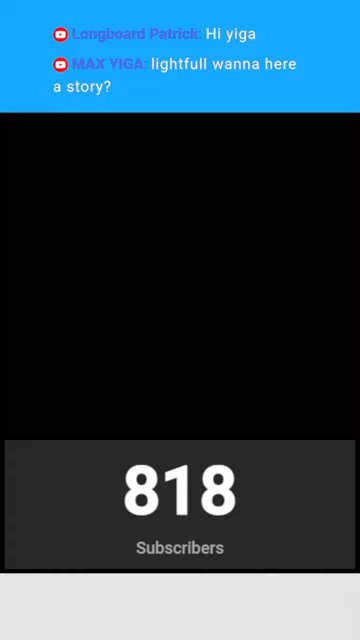 Longboard Patrick: Hi yiga
MAX YIGA: lightfull wanna here
a story?
818
Subscribers